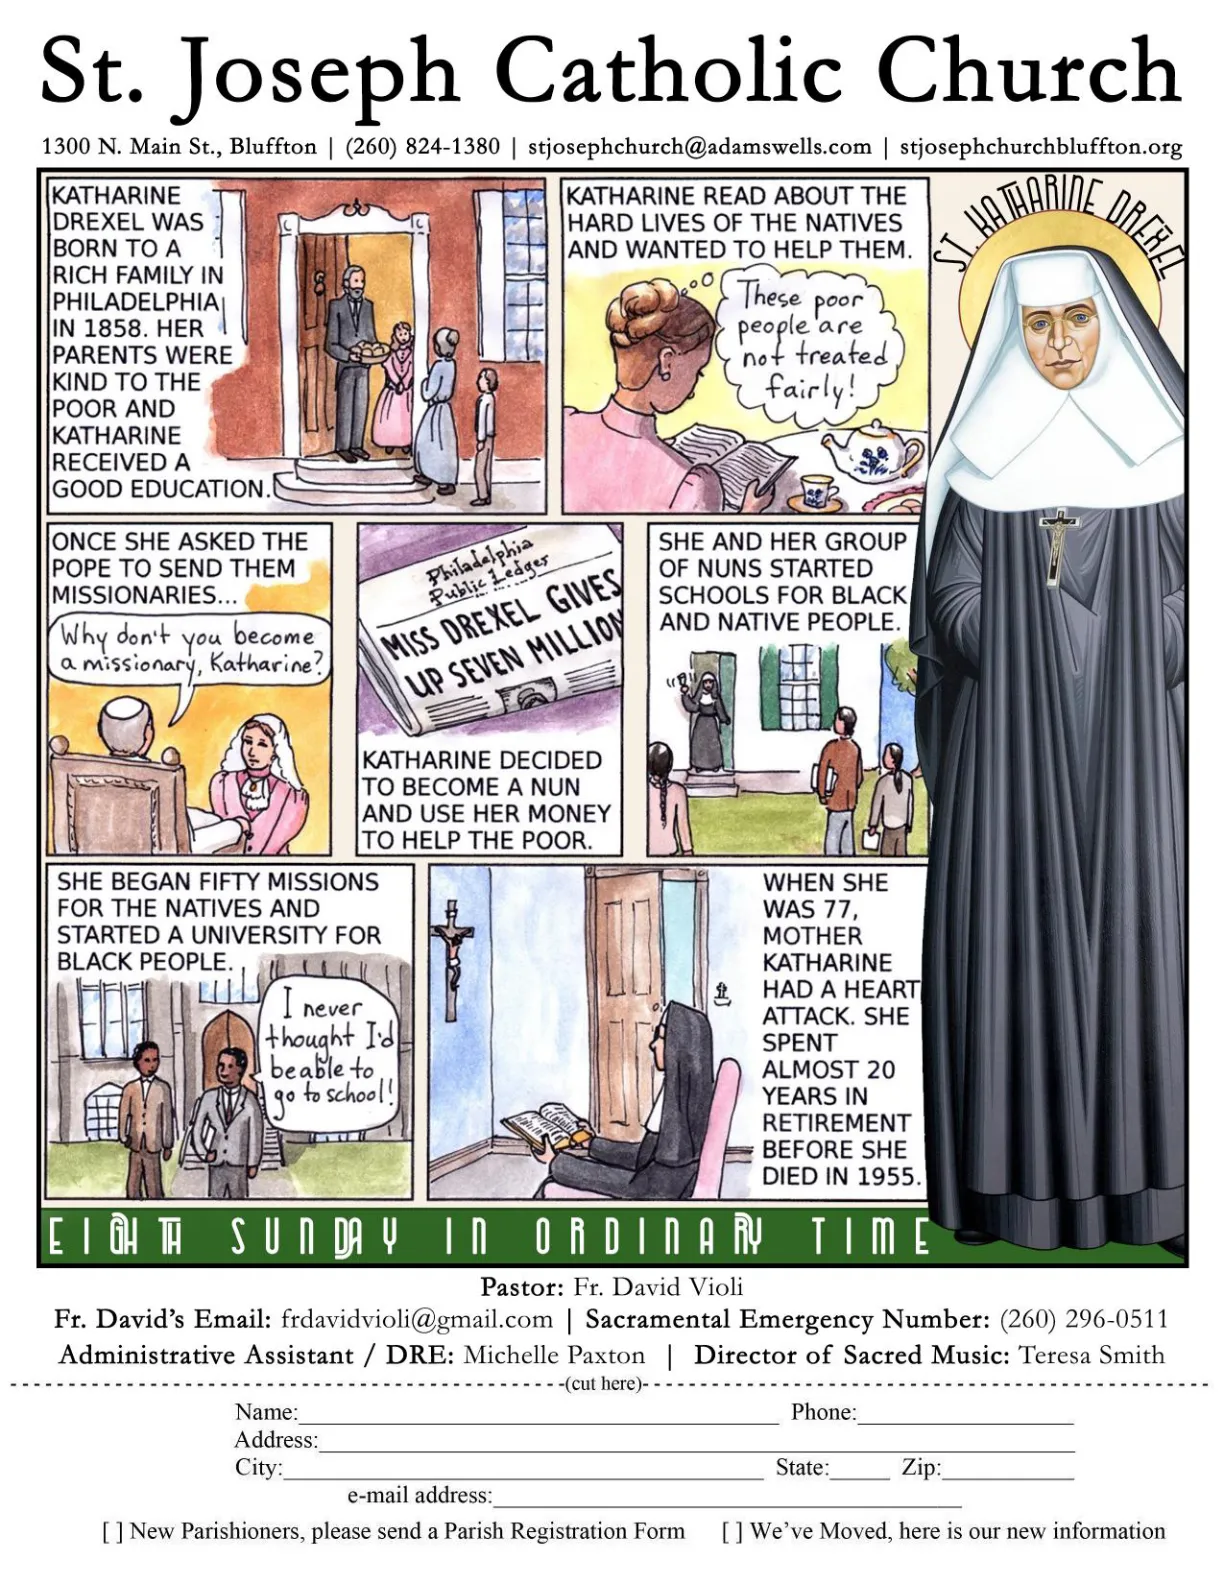 St. Joseph Catholic Church
1300 N. Main St., Bluffton | (260) 824-1380 | stjosephchurch@adamswells.com | stjosephchurchbluffton.org
KATHARINE
DREXEL WAS
BORN TO A
RICH FAMILY IN
PHILADELPHIA
IN 1858. HER
PARENTS WERE
KIND TO THE
POOR AND
KATHARINE
RECEIVED A
GOOD EDUCATION.
KATHARINE READ ABOUT THE
HARD LIVES OF THE NATIVES
AND WANTED TO HELP THEM.
These poor
people are
not treated
fairly!
ST. KATHARINE DREXEL
ONCE SHE ASKED THE
POPE TO SEND THEM
MISSIONARIES...
Why don't you become
a missionary, Katharine?
Philadelphia
Public Ledger
MISS DREXEL GIVES
UP SEVEN MILLION
KATHARINE DECIDED
TO BECOME A NUN
AND USE HER MONEY
TO HELP THE POOR.
SHE AND HER GROUP
OF NUNS STARTED
SCHOOLS FOR BLACK
AND NATIVE PEOPLE.
SHE BEGAN FIFTY MISSIONS
FOR THE NATIVES AND
STARTED A UNIVERSITY FOR
BLACK PEOPLE.
I never
thought I'd
be able to
go to school!
WHEN SHE
WAS 77,
MOTHER
KATHARINE
HAD A HEART
ATTACK. SHE
SPENT
ALMOST 20
YEARS IN
RETIREMENT
BEFORE SHE
DIED IN 1955.
EIGHTH SUNDAY IN ORDINARY TIME
Pastor: Fr. David Violi
Fr. David's Email: frdavidvioli@gmail.com | Sacramental Emergency Number: (260) 296-0511
Administrative Assistant / DRE: Michelle Paxton | Director of Sacred Music: Teresa Smith
(cut here)
Name: Phone:
Address:
City: State: Zip:
e-mail address:
[ ] New Parishioners, please send a Parish Registration Form [ ] We've Moved, here is our new information